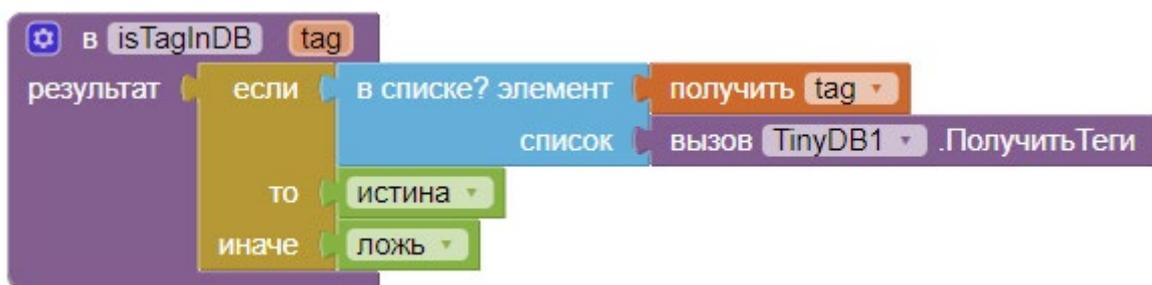 в isTagInDB tag
результат если в списке? элемент получить tag
список вызов TinyDB1 .ПолучитьТеги
то истина
иначе ложь